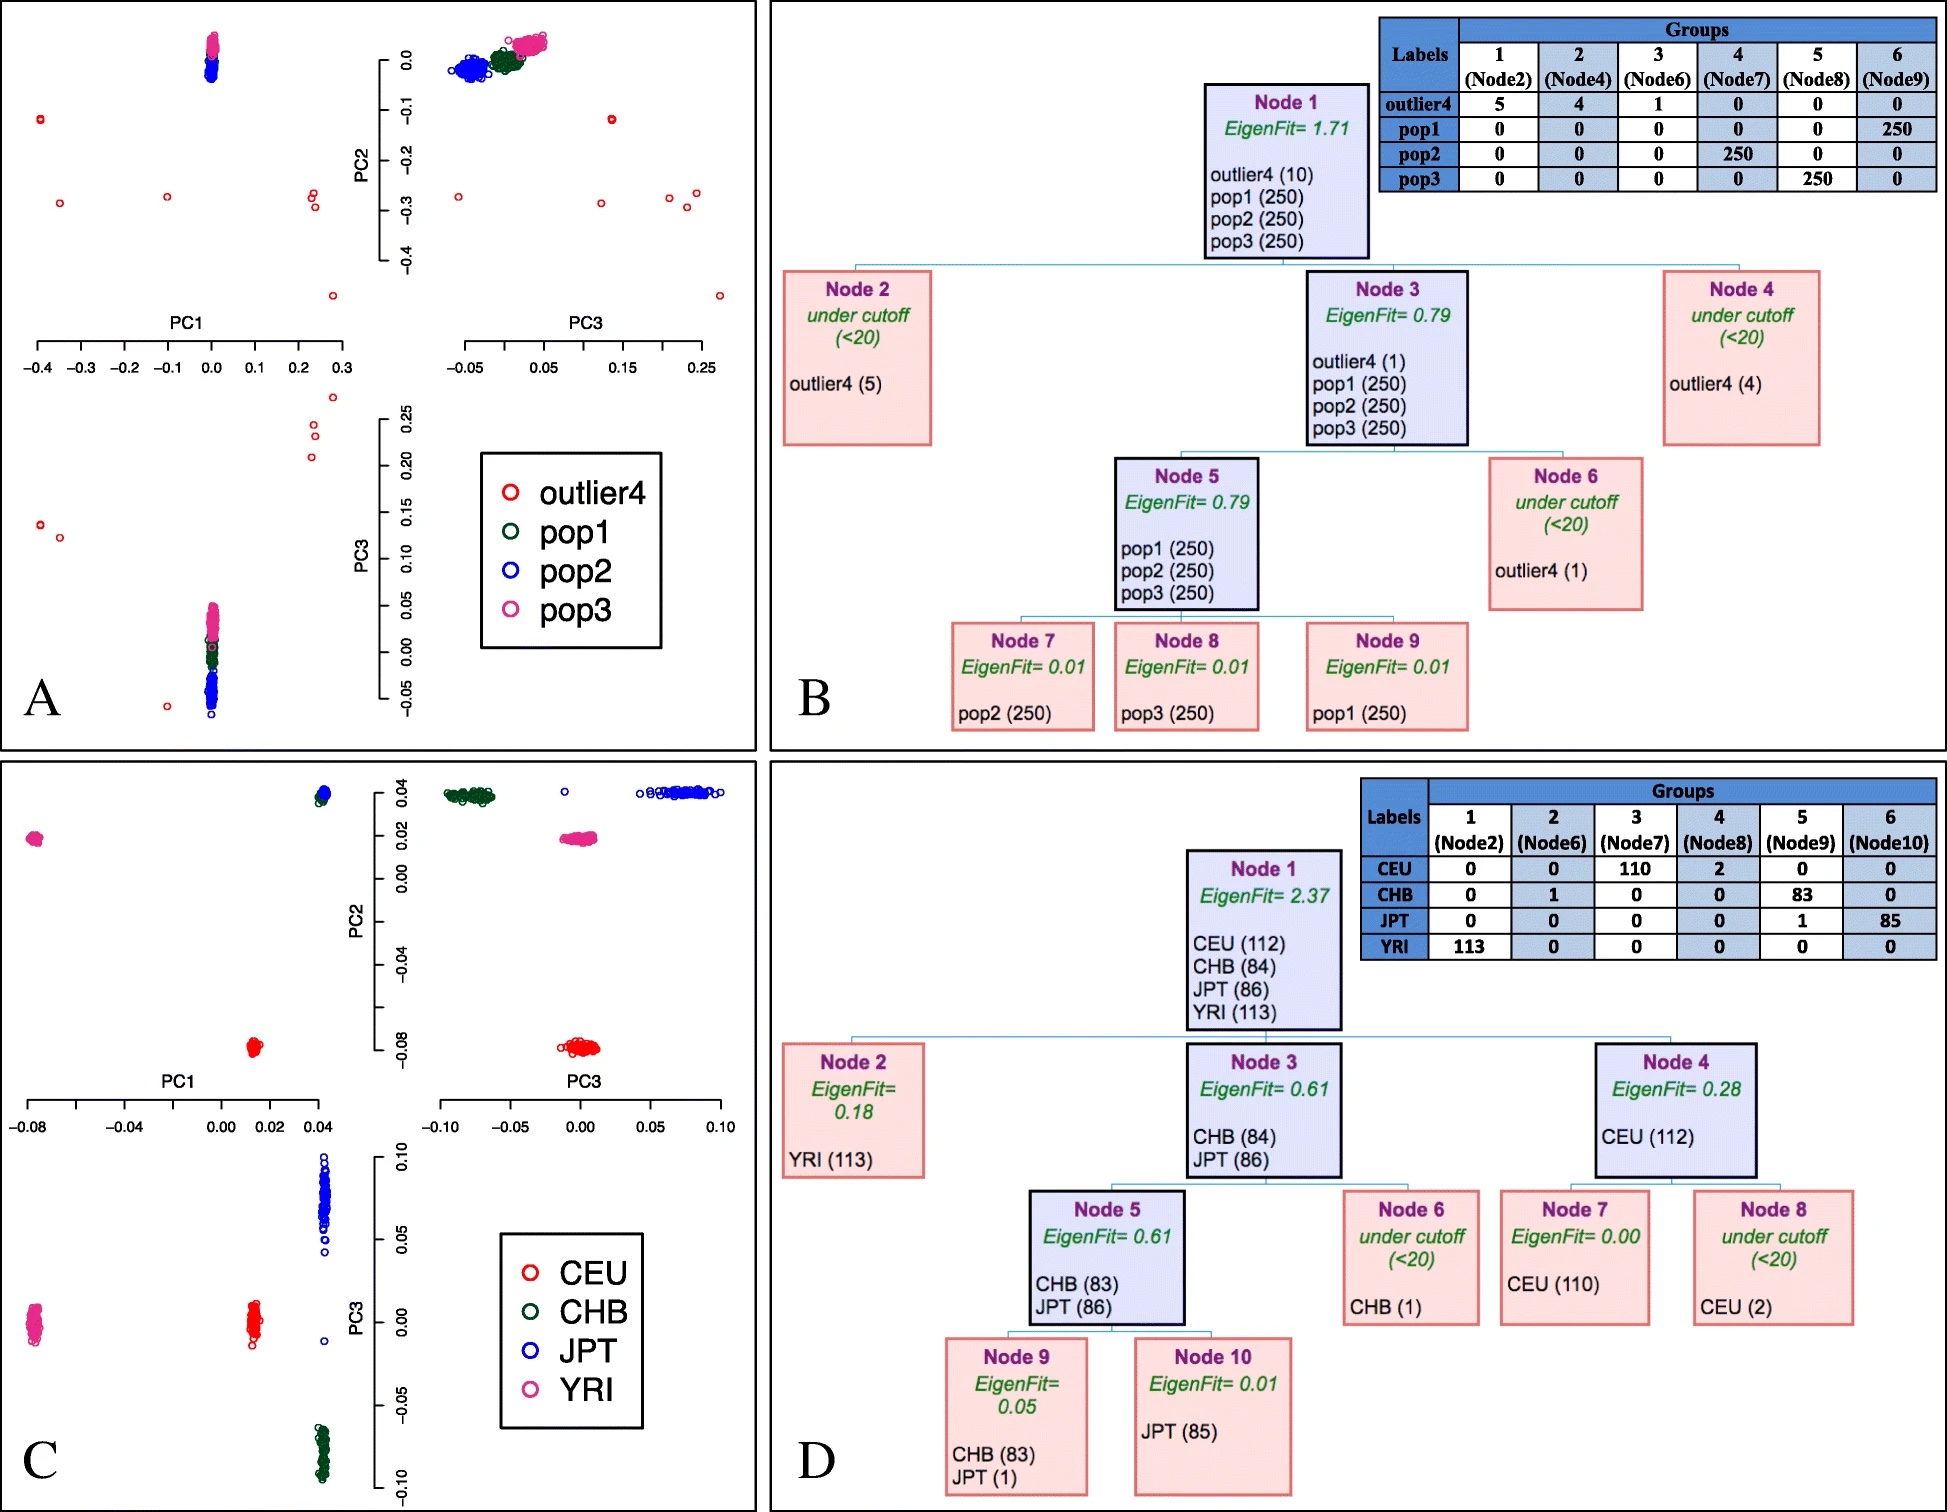 PC2
0.0
−0.1
−0.2
−0.3
−0.4
PC1
PC3
−0.4 −0.3 −0.2 −0.1 0.0 0.1 0.2 0.3
−0.05 0.05 0.15 0.25
PC3
0.25
0.20
0.15
0.10
0.05
0.00
−0.05
outlier4
pop1
pop2
pop3
A
Groups
Labels 1 2 3 4 5 6
(Node2) (Node4) (Node6) (Node7) (Node8) (Node9)
outlier4 5 4 1 0 0 0
pop1 0 0 0 0 0 250
pop2 0 0 0 250 0 0
pop3 0 0 0 0 250 0
Node 1
EigenFit= 1.71
outlier4 (10)
pop1 (250)
pop2 (250)
pop3 (250)
Node 2
under cutoff
(<20)
outlier4 (5)
Node 3
EigenFit= 0.79
outlier4 (1)
pop1 (250)
pop2 (250)
pop3 (250)
Node 4
under cutoff
(<20)
outlier4 (4)
Node 5
EigenFit= 0.79
pop1 (250)
pop2 (250)
pop3 (250)
Node 6
under cutoff
(<20)
outlier4 (1)
Node 7
EigenFit= 0.01
pop2 (250)
Node 8
EigenFit= 0.01
pop3 (250)
Node 9
EigenFit= 0.01
pop1 (250)
B
PC2
0.04
0.02
0.00
−0.04
−0.08
PC1
PC3
−0.08 −0.04 0.00 0.02 0.04
−0.10 −0.05 0.00 0.05 0.10
PC3
0.10
0.05
0.00
−0.05
−0.10
CEU
CHB
JPT
YRI
C
Groups
Labels 1 2 3 4 5 6
(Node2) (Node6) (Node7) (Node8) (Node9) (Node10)
CEU 0 0 110 2 0 0
CHB 0 1 0 0 83 0
JPT 0 0 0 0 1 85
YRI 113 0 0 0 0 0
Node 1
EigenFit= 2.37
CEU (112)
CHB (84)
JPT (86)
YRI (113)
Node 2
EigenFit=
0.18
YRI (113)
Node 3
EigenFit= 0.61
CHB (84)
JPT (86)
Node 4
EigenFit= 0.28
CEU (112)
Node 5
EigenFit= 0.61
CHB (83)
JPT (86)
Node 6
under cutoff
(<20)
CHB (1)
Node 7
EigenFit= 0.00
CEU (110)
Node 8
under cutoff
(<20)
CEU (2)
Node 9
EigenFit=
0.05
CHB (83)
JPT (1)
Node 10
EigenFit= 0.01
JPT (85)
D